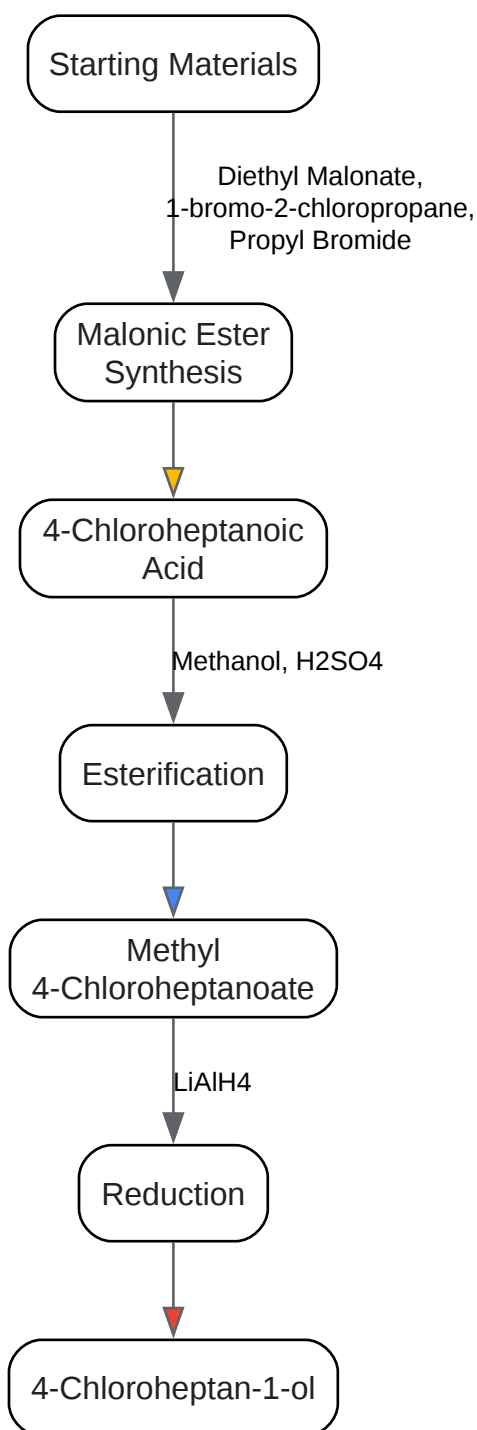 Starting Materials
Diethyl Malonate,
1-bromo-2-chloropropane,
Propyl Bromide
Malonic Ester
Synthesis
4-Chloroheptanoic
Acid
Methanol, H2SO4
Esterification
Methyl
4-Chloroheptanoate
LiAlH4
Reduction
4-Chloroheptan-1-ol